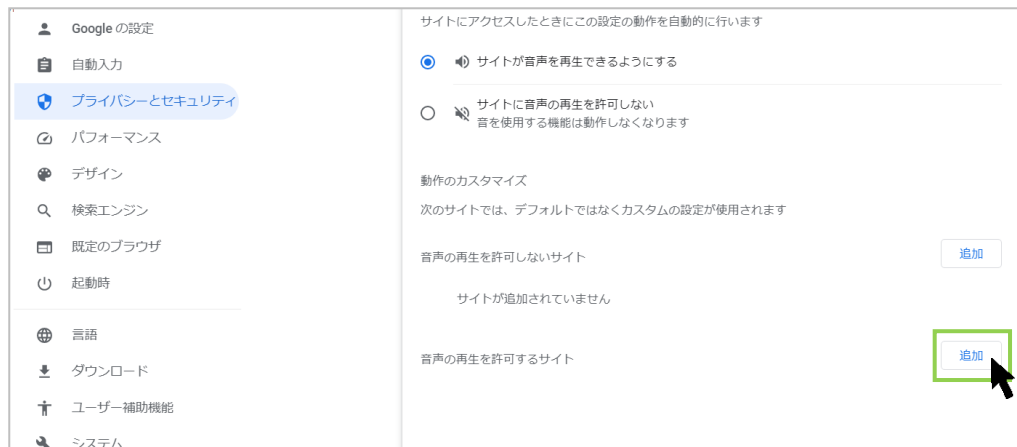 Google の設定
自動入力
プライバシーとセキュリティ
パフォーマンス
デザイン
検索エンジン
既定のブラウザ
起動時
言語
ダウンロード
ユーザー補助機能
システム
サイトにアクセスしたときにこの設定の動作を自動的に行います
サイトが音声を再生できるようにする
サイトに音声の再生を許可しない
音を使用する機能は動作しなくなります
動作のカスタマイズ
次のサイトでは、デフォルトではなくカスタムの設定が使用されます
音声の再生を許可しないサイト
追加
サイトが追加されていません
音声の再生を許可するサイト
追加